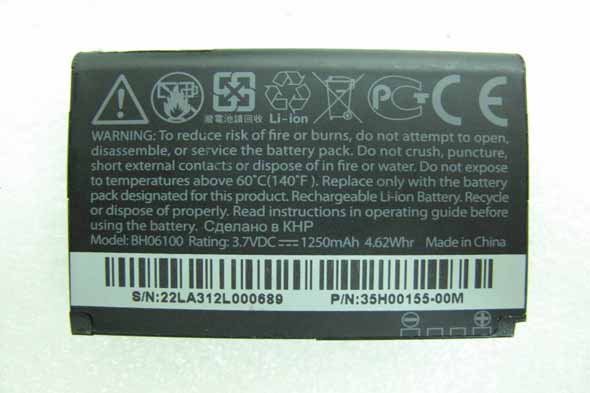 廢電池請回收
Li-ion
PG
CE
WARNING: To reduce risk of fire or burns, do not attempt to open,
disassemble, or service the battery pack. Do not crush, puncture,
short external contacts or dispose of in fire or water. Do not expose
to temperatures above 60°C(140°F). Replace only with the battery
pack designated for this product. Rechargeable Li-ion Battery. Recycle
or dispose of properly. Read instructions in operating guide before
using the battery. Сделано в КНР
Model: BH06100 Rating: 3.7VDC⎓1250mAh 4.62Whr Made in China
S/N:22LA312L000689 P/N:35H00155-00M